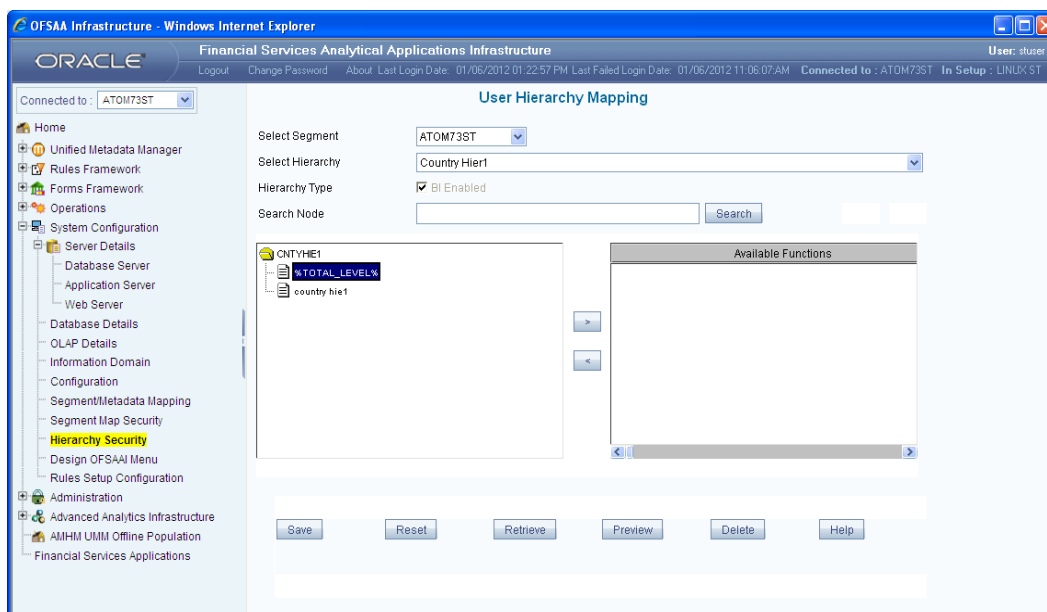 OFSAA Infrastructure - Windows Internet Explorer
ORACLE
Financial Services Analytical Applications Infrastructure
User: stuser
Logout Change Password About Last Login Date: 01/06/2012 01:22:57 PM Last Failed Login Date: 01/06/2012 11:06:07:AM Connected to : ATOM73ST In Setup : LINUX ST
Connected to : ATOM73ST
Home
Unified Metadata Manager
Rules Framework
Forms Framework
Operations
System Configuration
Server Details
Database Server
Application Server
Web Server
Database Details
OLAP Details
Information Domain
Configuration
Segment/Metadata Mapping
Segment Map Security
Hierarchy Security
Design OFSAAI Menu
Rules Setup Configuration
Administration
Advanced Analytics Infrastructure
AMHM UMM Offline Population
Financial Services Applications
User Hierarchy Mapping
Select Segment ATOM73ST
Select Hierarchy Country Hier1
Hierarchy Type BI Enabled
Search Node Search
CNTYHIE1
%TOTAL_LEVEL%
country hie1
>
<
Available Functions
Save Reset Retrieve Preview Delete Help